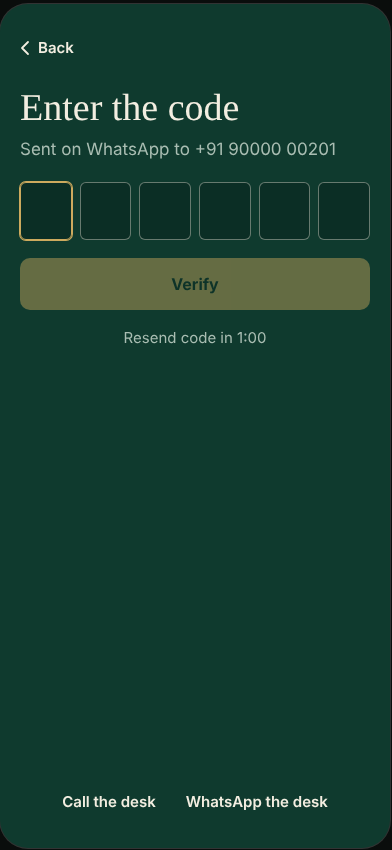 Back
Enter the code
Sent on WhatsApp to +91 90000 00201
Verify
Resend code in 1:00
Call the desk WhatsApp the desk